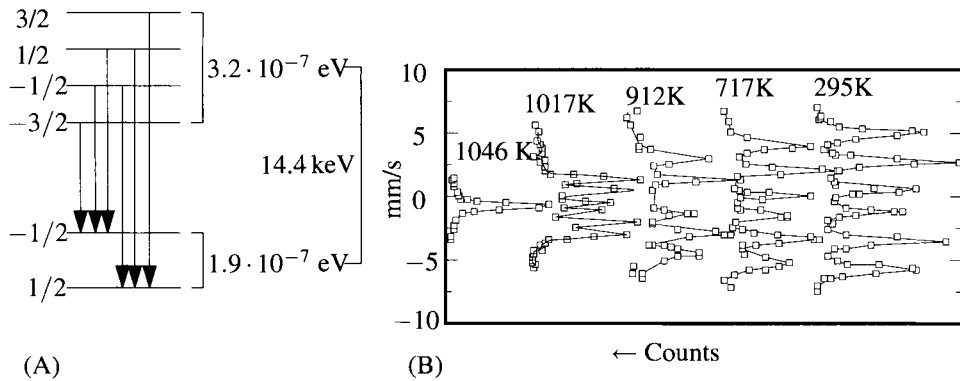 3/2
1/2
−1/2
−3/2
−1/2
1/2
3.2 · 10⁻⁷ eV
14.4 keV
1.9 · 10⁻⁷ eV
(A)
10
5
0
−5
−10
mm/s
1046 K
1017K
912K
717K
295K
← Counts
(B)